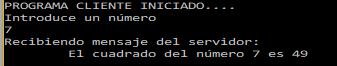 PROGRAMA CLIENTE INICIADO....
Introduce un número
7
Recibiendo mensaje del servidor:
El cuadrado del número 7 es 49